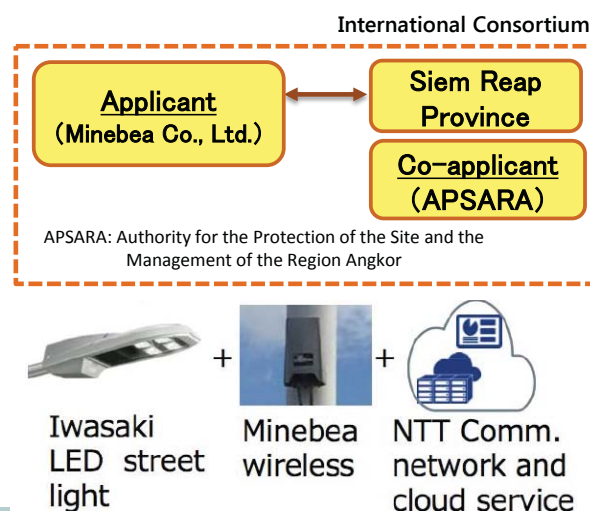 International Consortium
Applicant
(Minebea Co., Ltd.)
Siem Reap
Province
Co-applicant
(APSARA)
APSARA: Authority for the Protection of the Site and the
Management of the Region Angkor
+
+
Iwasaki
LED street
light
Minebea
wireless
NTT Comm.
network and
cloud service